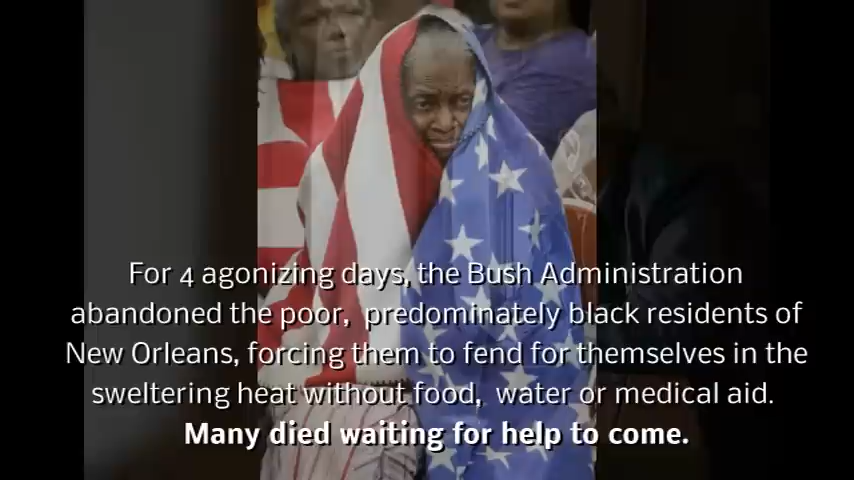 For 4 agonizing days, the Bush Administration
abandoned the poor, predominately black residents of
New Orleans, forcing them to fend for themselves in the
sweltering heat without food, water or medical aid.
Many died waiting for help to come.